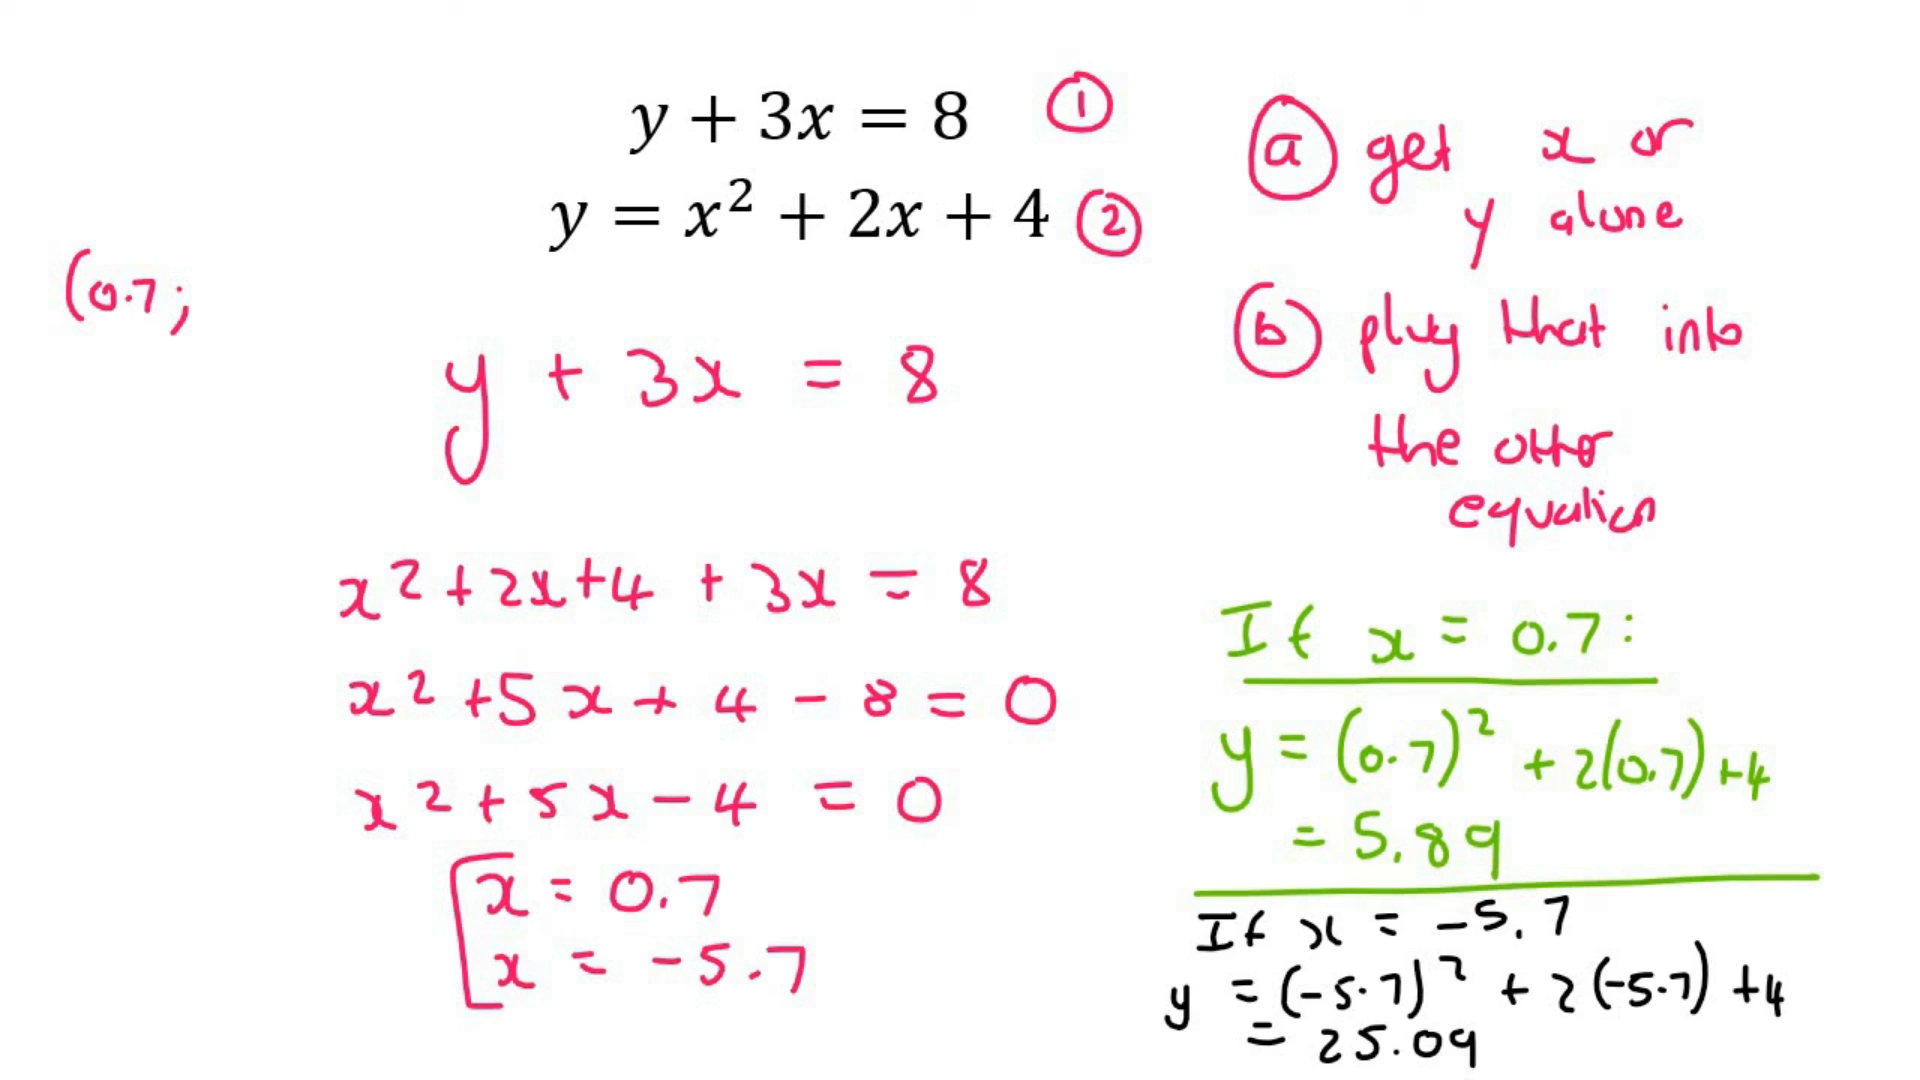 y + 3x = 8 ①
y = x² + 2x + 4 ②
(0.7;
y + 3x = 8
x² + 2x + 4 + 3x = 8
x² + 5x + 4 - 8 = 0
x² + 5x - 4 = 0
x = 0.7
x = -5.7
ⓐ get x or
y alone
ⓑ plug that into
the other
equation
If x = 0.7:
y = (0.7)² + 2(0.7) + 4
= 5.89
If x = -5.7
y = (-5.7)² + 2(-5.7) + 4
= 25.09